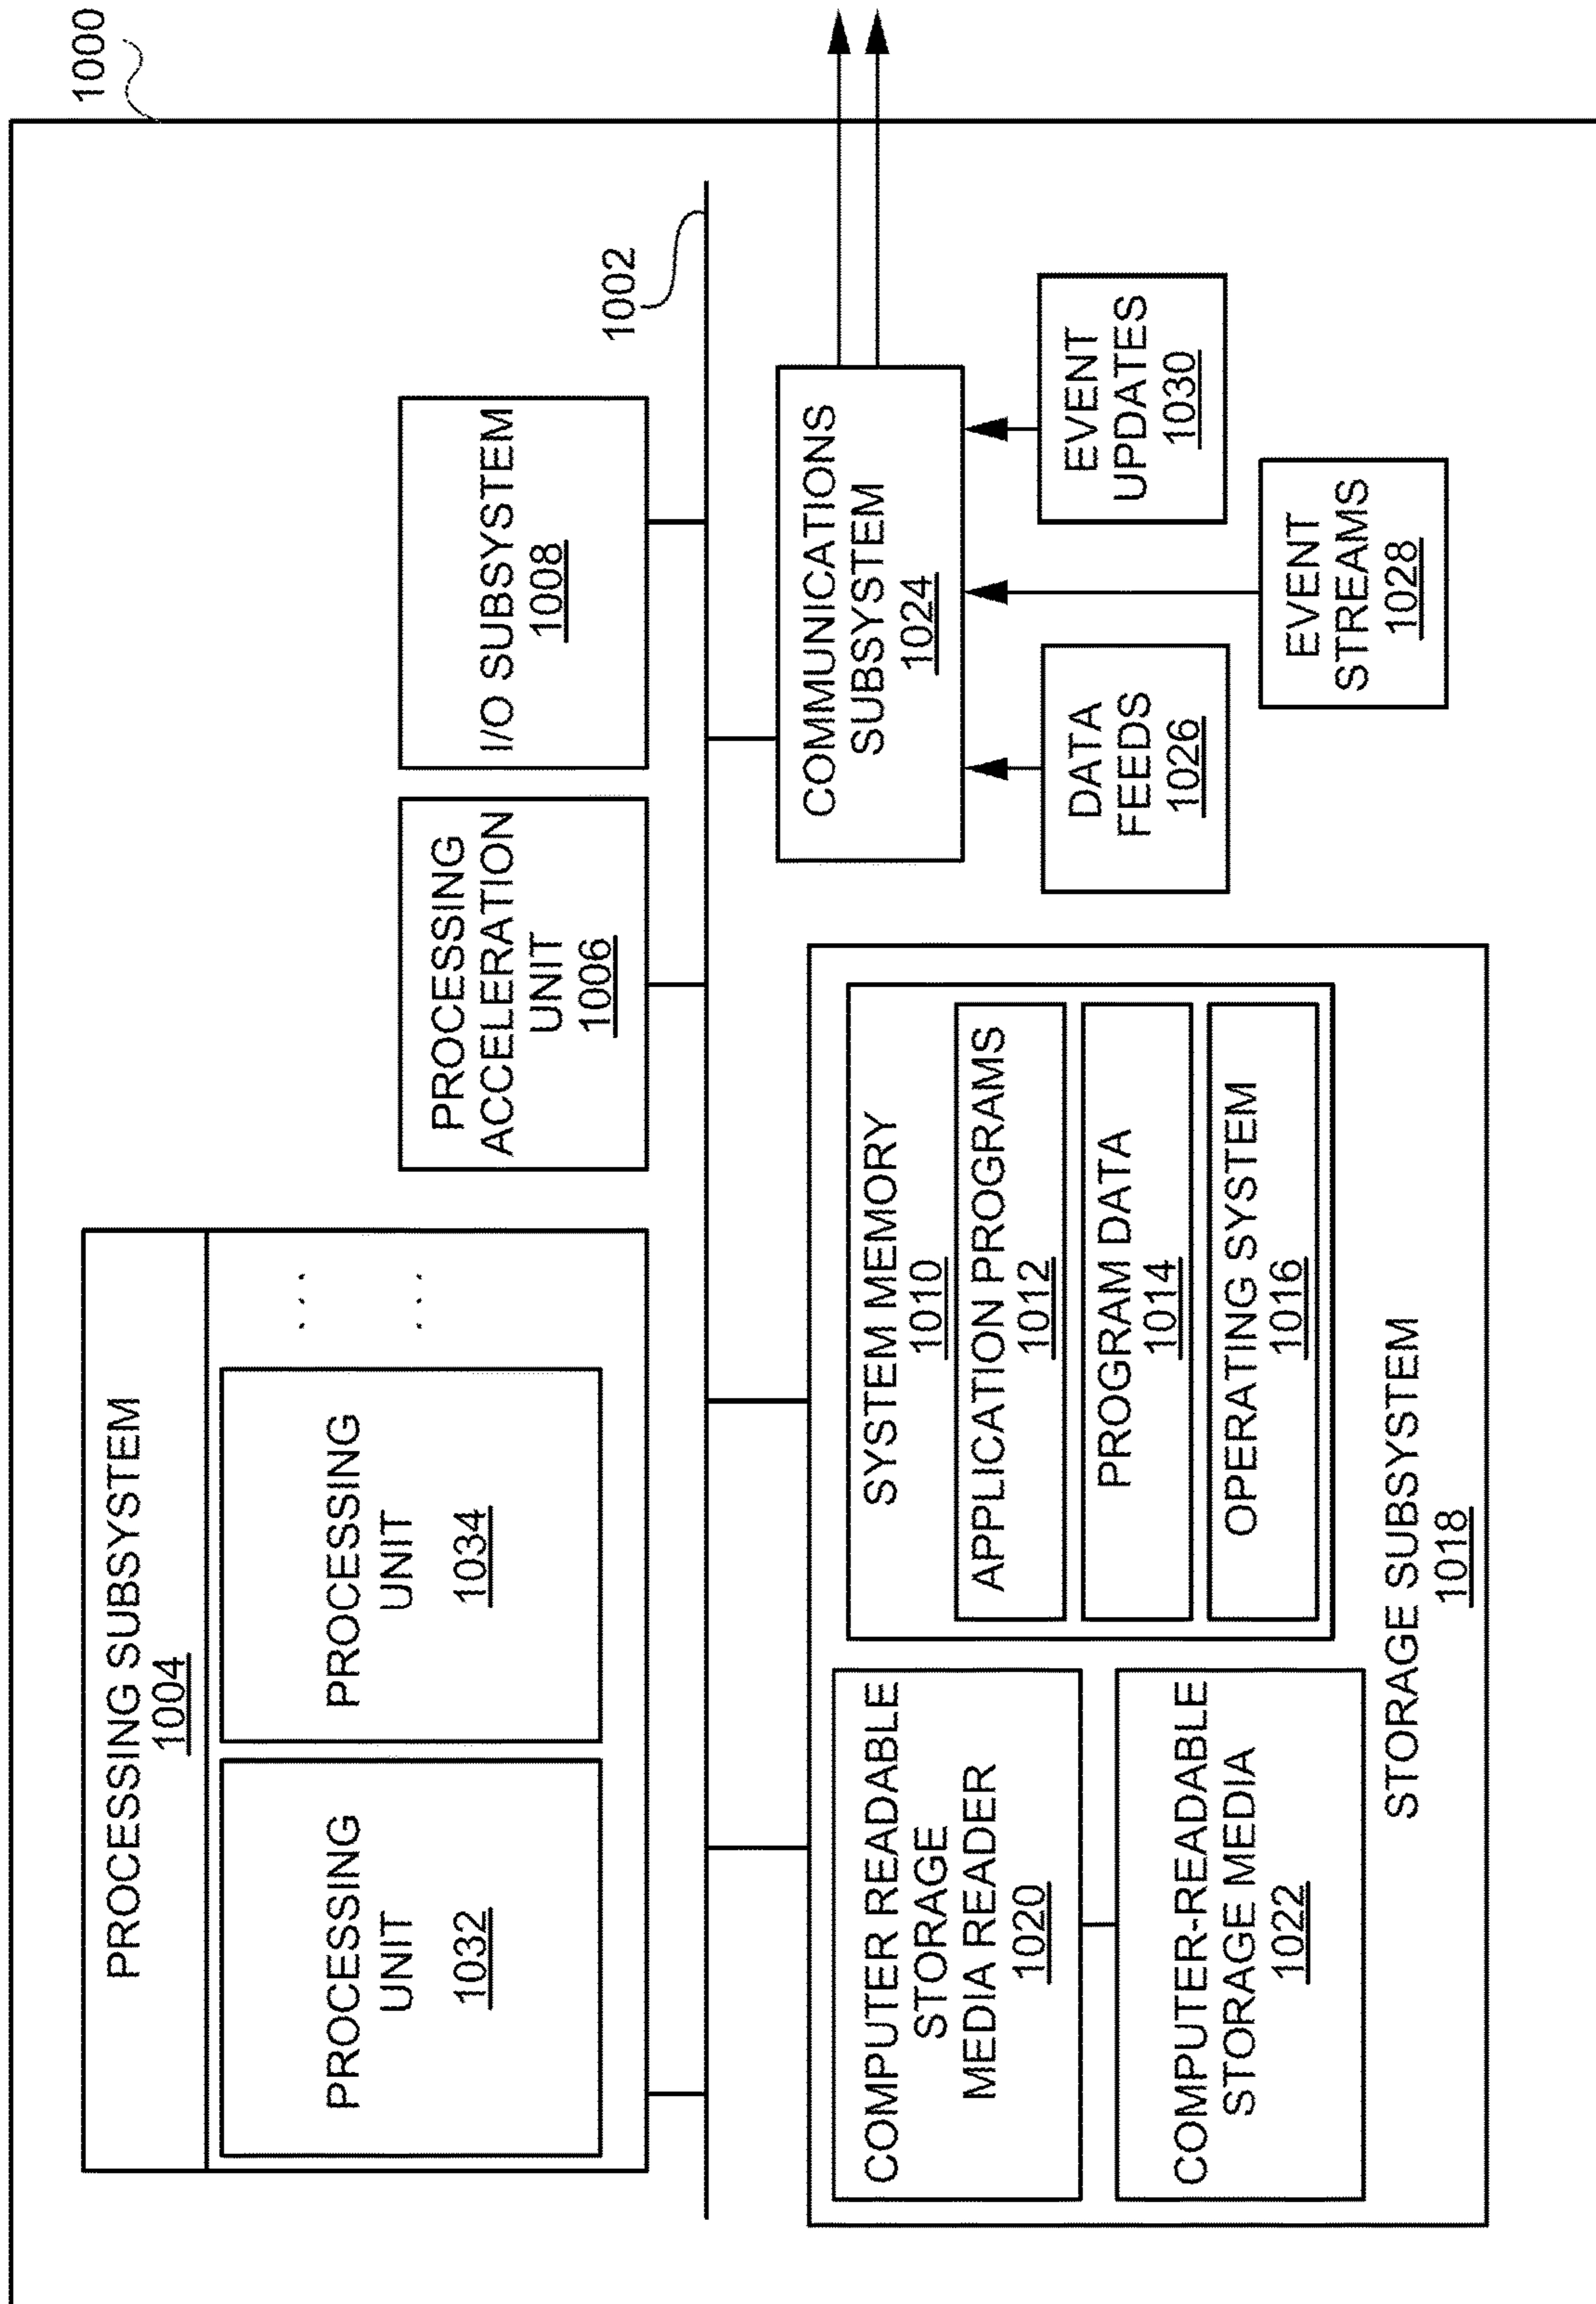 1000
PROCESSING SUBSYSTEM
1004
PROCESSING
UNIT
1032
PROCESSING
UNIT
1034
. . .
. . .
PROCESSING
ACCELERATION
UNIT
1006
I/O SUBSYSTEM
1008
1002
COMPUTER READABLE
STORAGE
MEDIA READER
1020
COMPUTER-READABLE
STORAGE MEDIA
1022
SYSTEM MEMORY
1010
APPLICATION PROGRAMS
1012
PROGRAM DATA
1014
OPERATING SYSTEM
1016
STORAGE SUBSYSTEM
1018
COMMUNICATIONS
SUBSYSTEM
1024
DATA
FEEDS
1026
EVENT
STREAMS
1028
EVENT
UPDATES
1030